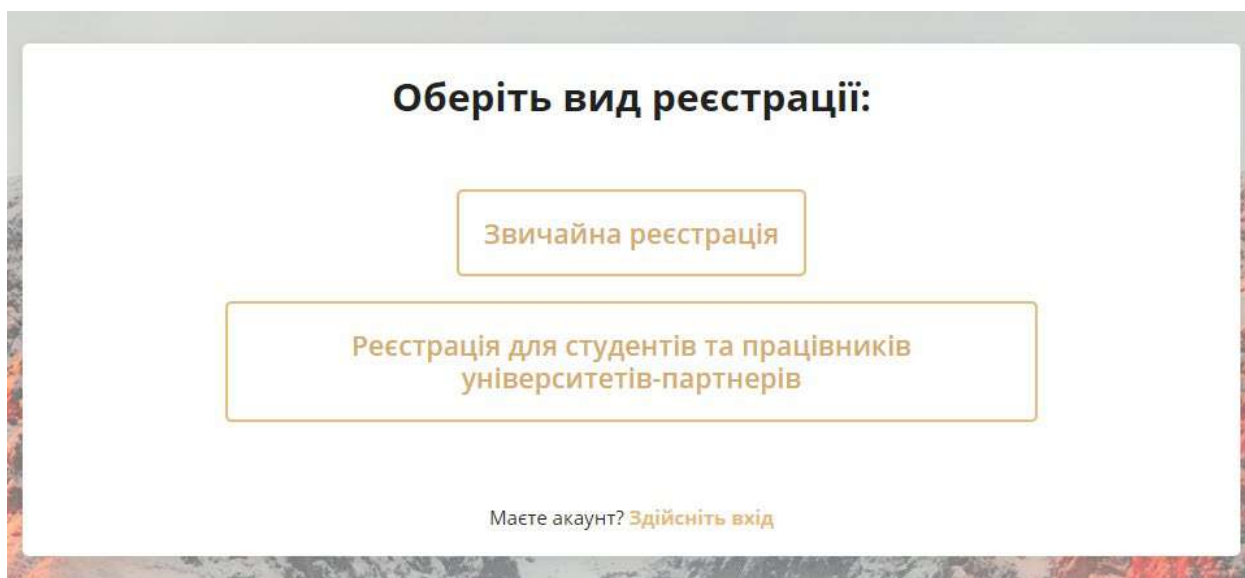 Оберіть вид реєстрації:
Звичайна реєстрація
Реєстрація для студентів та працівників
університетів-партнерів
Маєте акаунт? Здійсніть вхід